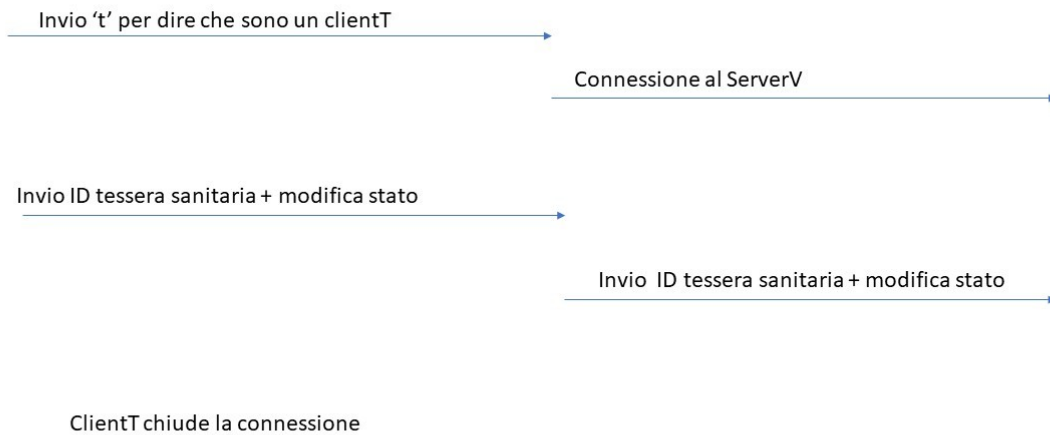 Invio ‘t’ per dire che sono un clientT
Connessione al ServerV
Invio ID tessera sanitaria + modifica stato
Invio ID tessera sanitaria + modifica stato
ClientT chiude la connessione